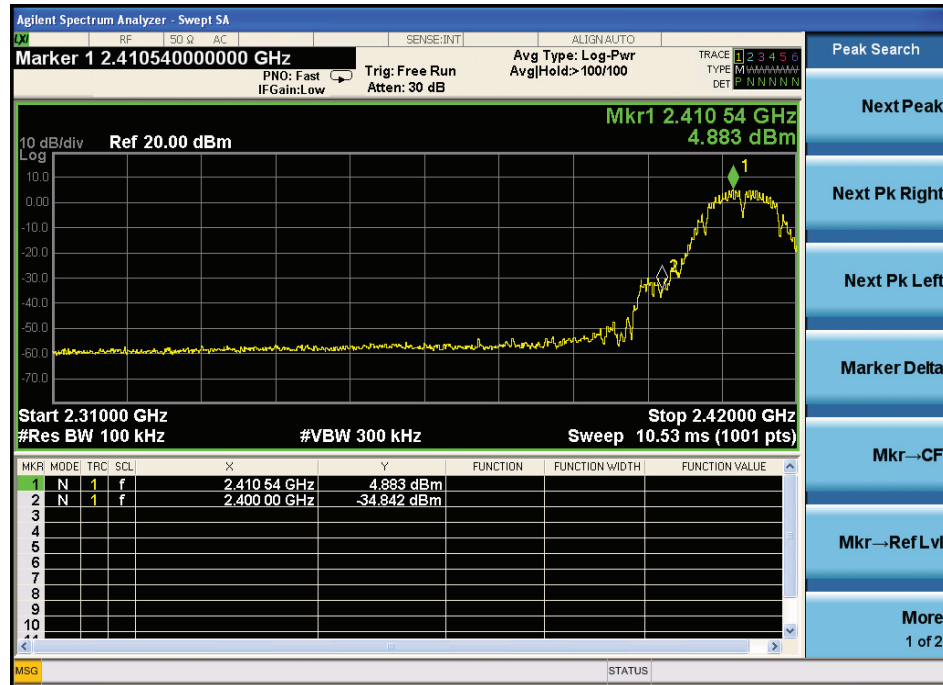 Agilent Spectrum Analyzer - Swept SA
LXI RF 50 Ω AC SENSE:INT ALIGN AUTO
Marker 1 2.410540000000 GHz
PNO: Fast
IFGain:Low
Trig: Free Run
Atten: 30 dB
Avg Type: Log-Pwr
Avg|Hold:>100/100
TRACE 1 2 3 4 5 6
TYPE M WWWWW
DET P N N N N N
Mkr1 2.410 54 GHz
4.883 dBm
10 dB/div Ref 20.00 dBm
Log
10.0
0.00
-10.0
-20.0
-30.0
-40.0
-50.0
-60.0
-70.0
1
2
Start 2.31000 GHz Stop 2.42000 GHz
#Res BW 100 kHz #VBW 300 kHz Sweep 10.53 ms (1001 pts)
MKR MODE TRC SCL X Y FUNCTION FUNCTION WIDTH FUNCTION VALUE
1 N 1 f 2.410 54 GHz 4.883 dBm
2 N 1 f 2.400 00 GHz -34.842 dBm
3
4
5
6
7
8
9
10
MSG STATUS
Peak Search
Next Peak
Next Pk Right
Next Pk Left
Marker Delta
Mkr→CF
Mkr→Ref Lvl
More
1 of 2